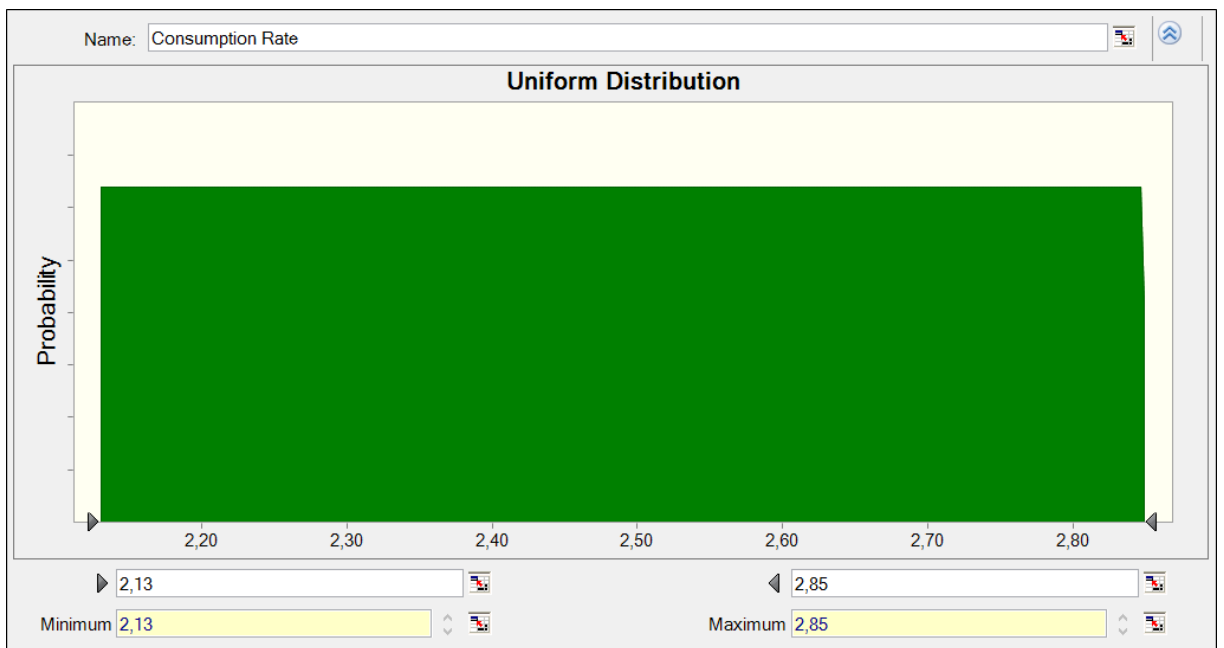 Name: Consumption Rate
Uniform Distribution
Probability
2,20 2,30 2,40 2,50 2,60 2,70 2,80
2,13 2,85
Minimum 2,13 Maximum 2,85